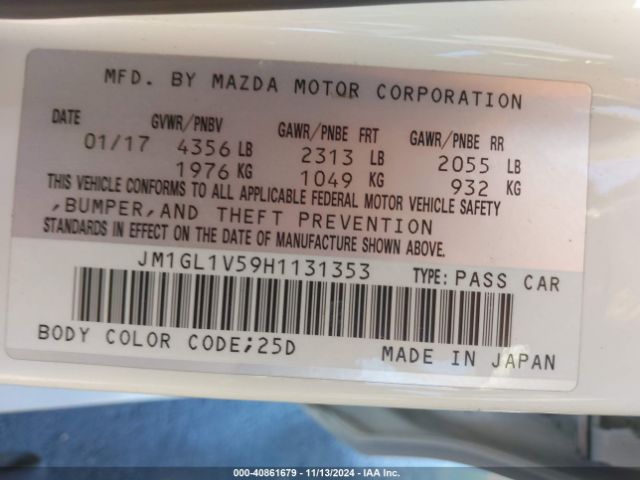 MFD. BY MAZDA MOTOR CORPORATION
DATE GVWR/PNBV GAWR/PNBE FRT GAWR/PNBE RR
01/17 4356 LB 2313 LB 2055 LB
1976 KG 1049 KG 932 KG
THIS VEHICLE CONFORMS TO ALL APPLICABLE FEDERAL MOTOR VEHICLE SAFETY
,BUMPER,AND THEFT PREVENTION
STANDARDS IN EFFECT ON THE DATE OF MANUFACTURE SHOWN ABOVE.
JM1GL1V59H1131353 TYPE: PASS CAR
BODY COLOR CODE;25D MADE IN JAPAN
000-40861679 - 11/13/2024 - IAA Inc.